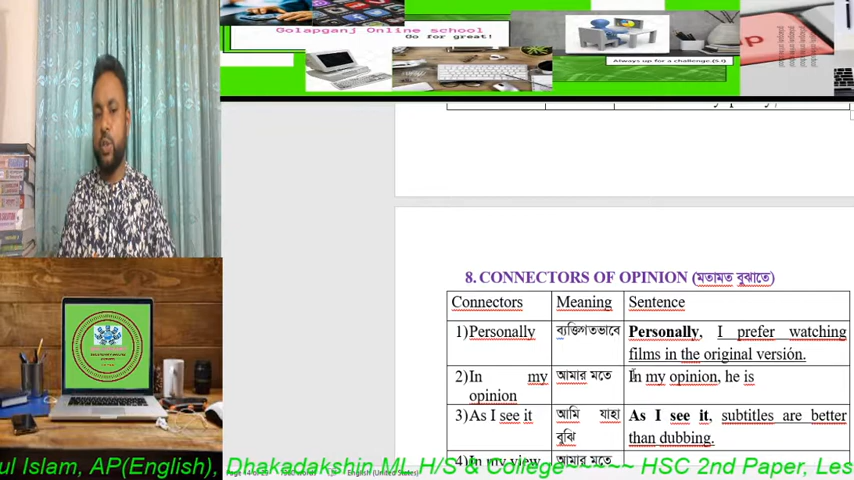 Golapganj Online school
Go for great!
Always up for a challenge.(S.I)
8. CONNECTORS OF OPINION (মতামত বুঝাতে)
Connectors Meaning Sentence
1)Personally ব্যক্তিগতভাবে Personally, I prefer watching
films in the original versión.
2)In my আমার মতে In my opinion, he is
opinion
3)As I see it আমি যাহা As I see it, subtitles are better
বুঝি than dubbing.
4)In my view আমার মতে
ul Islam, AP(English), Dhakadakshin ML H/S & College~~~~~ HSC 2nd Paper, Les
English (United States)